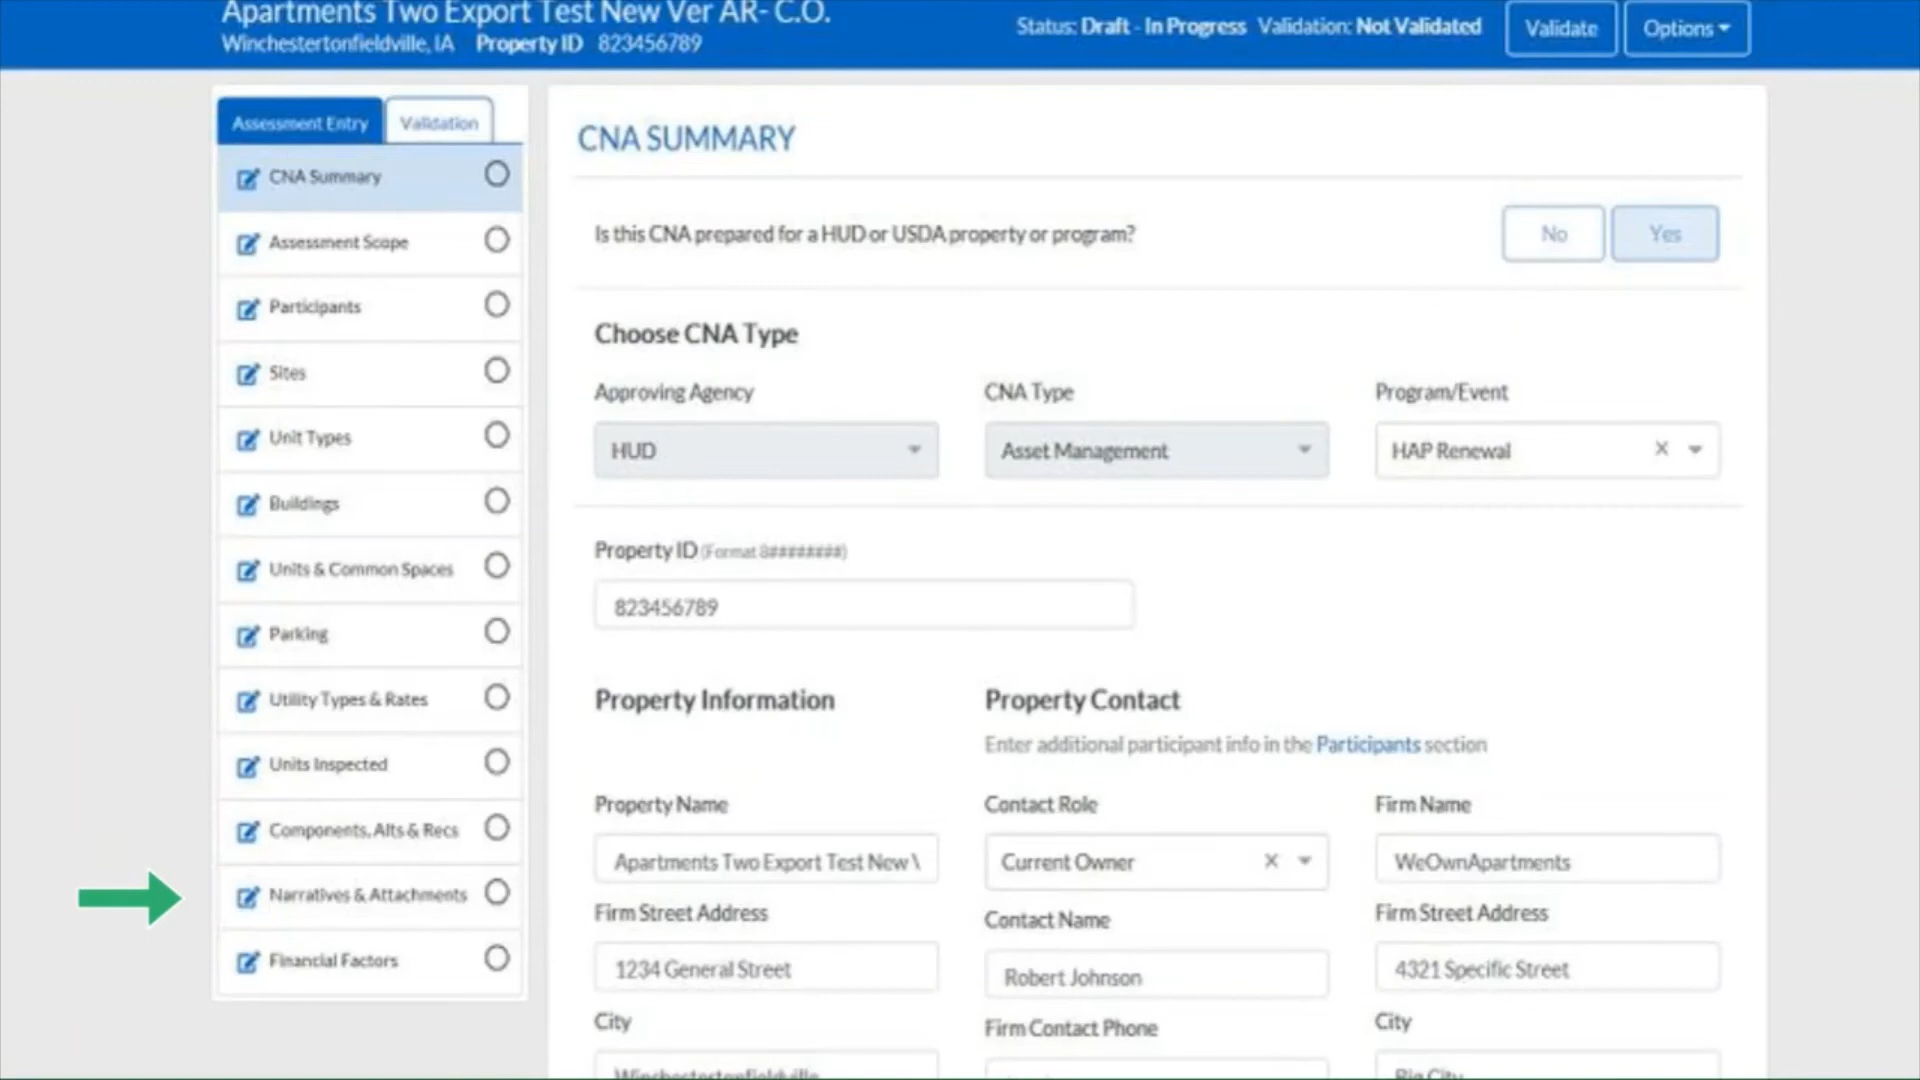 Apartments Two Export Test New Ver AR- C.O.
Winchestertonfieldville, IA Property ID 823456789
Status: Draft - In Progress Validation: Not Validated
Validate
Options
Assessment Entry
Validation
CNA Summary
Assessment Scope
Participants
Sites
Unit Types
Buildings
Units & Common Spaces
Parking
Utility Types & Rates
Units Inspected
Components, Alts & Recs
Narratives & Attachments
Financial Factors
CNA SUMMARY
Is this CNA prepared for a HUD or USDA property or program?
No
Yes
Choose CNA Type
Approving Agency
CNA Type
Program/Event
HUD
Asset Management
HAP Renewal
Property ID (Format 8########)
823456789
Property Information
Property Contact
Enter additional participant info in the Participants section
Property Name
Contact Role
Firm Name
Apartments Two Export Test New \
Current Owner
WeOwnApartments
Firm Street Address
Contact Name
Firm Street Address
1234 General Street
Robert Johnson
4321 Specific Street
City
Firm Contact Phone
City
Winchestertonfieldville
Big City